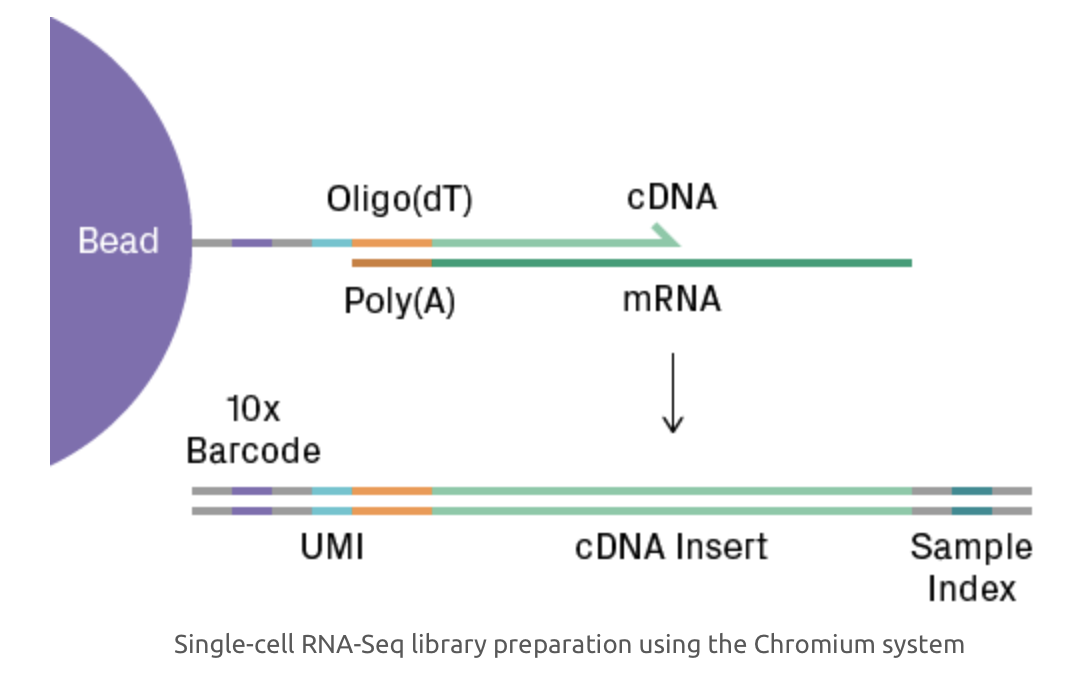 Oligo(dT)
cDNA
Bead
Poly(A)
mRNA
10x
Barcode
UMI
cDNA Insert
Sample
Index
Single-cell RNA-Seq library preparation using the Chromium system